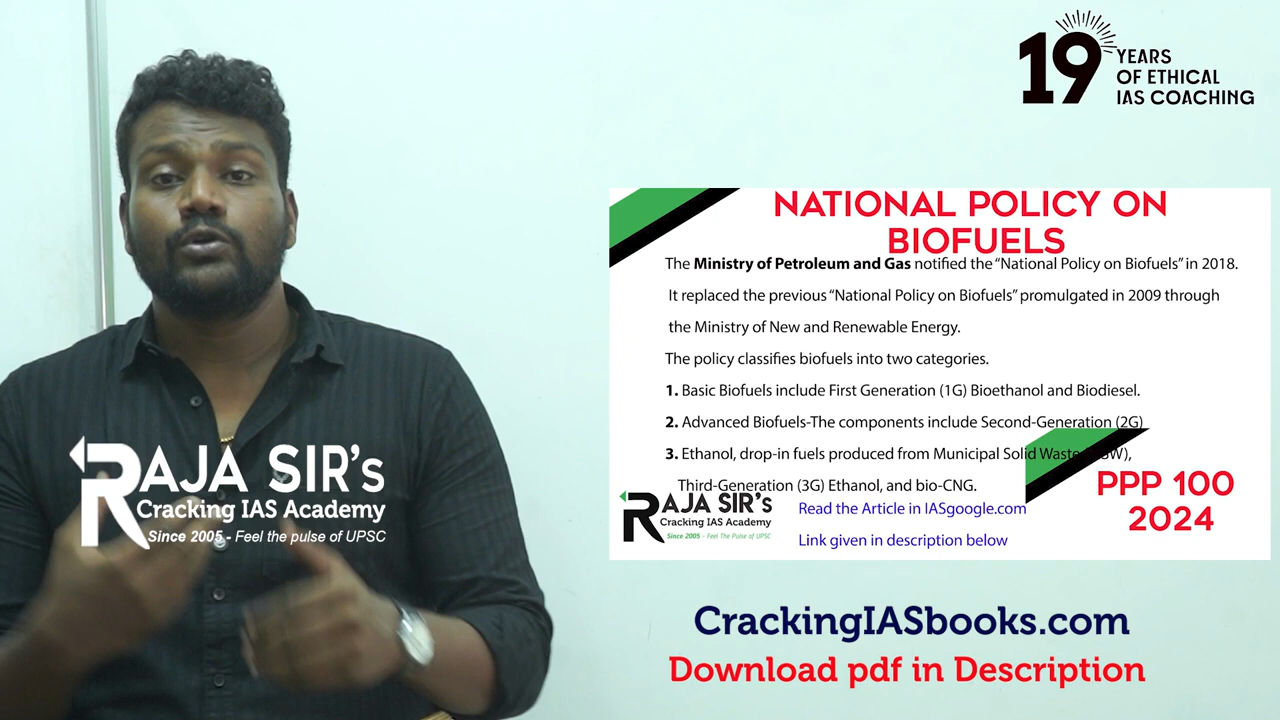 19 YEARS
OF ETHICAL
IAS COACHING
NATIONAL POLICY ON
BIOFUELS
The Ministry of Petroleum and Gas notified the “National Policy on Biofuels” in 2018.
It replaced the previous “National Policy on Biofuels” promulgated in 2009 through
the Ministry of New and Renewable Energy.
The policy classifies biofuels into two categories.
1. Basic Biofuels include First Generation (1G) Bioethanol and Biodiesel.
2. Advanced Biofuels-The components include Second-Generation (2G)
3. Ethanol, drop-in fuels produced from Municipal Solid Waste
Third-Generation (3G) Ethanol, and bio-CNG.
PPP 100
2024
RAJA SIR's
Cracking IAS Academy
Since 2005 - Feel The Pulse of UPSC
Read the Article in IASgoogle.com
Link given in description below
RAJA SIR's
Cracking IAS Academy
Since 2005 - Feel the pulse of UPSC
CrackingIASbooks.com
Download pdf in Description